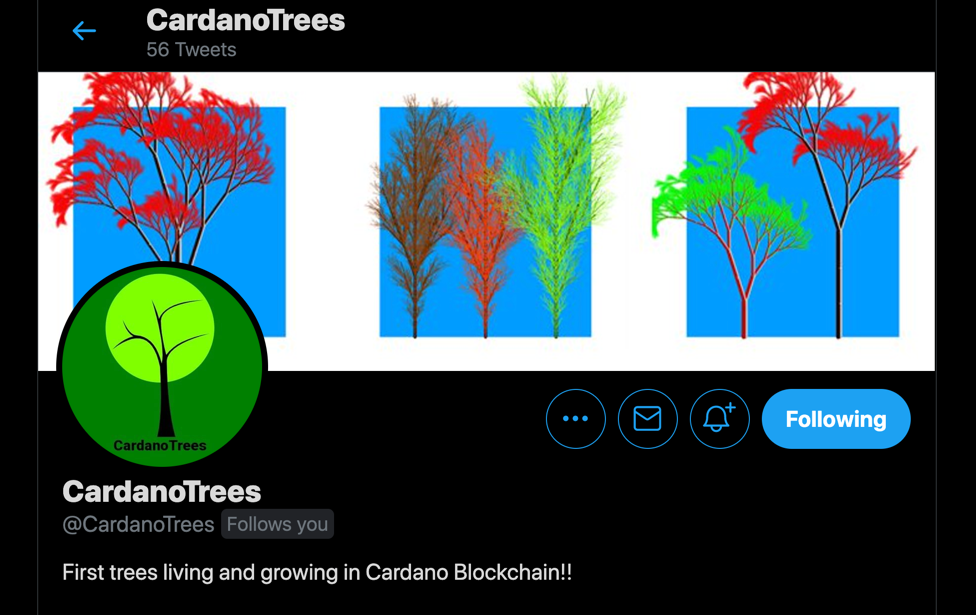 CardanoTrees
56 Tweets
CardanoTrees
Following
CardanoTrees
@CardanoTrees Follows you
First trees living and growing in Cardano Blockchain!!